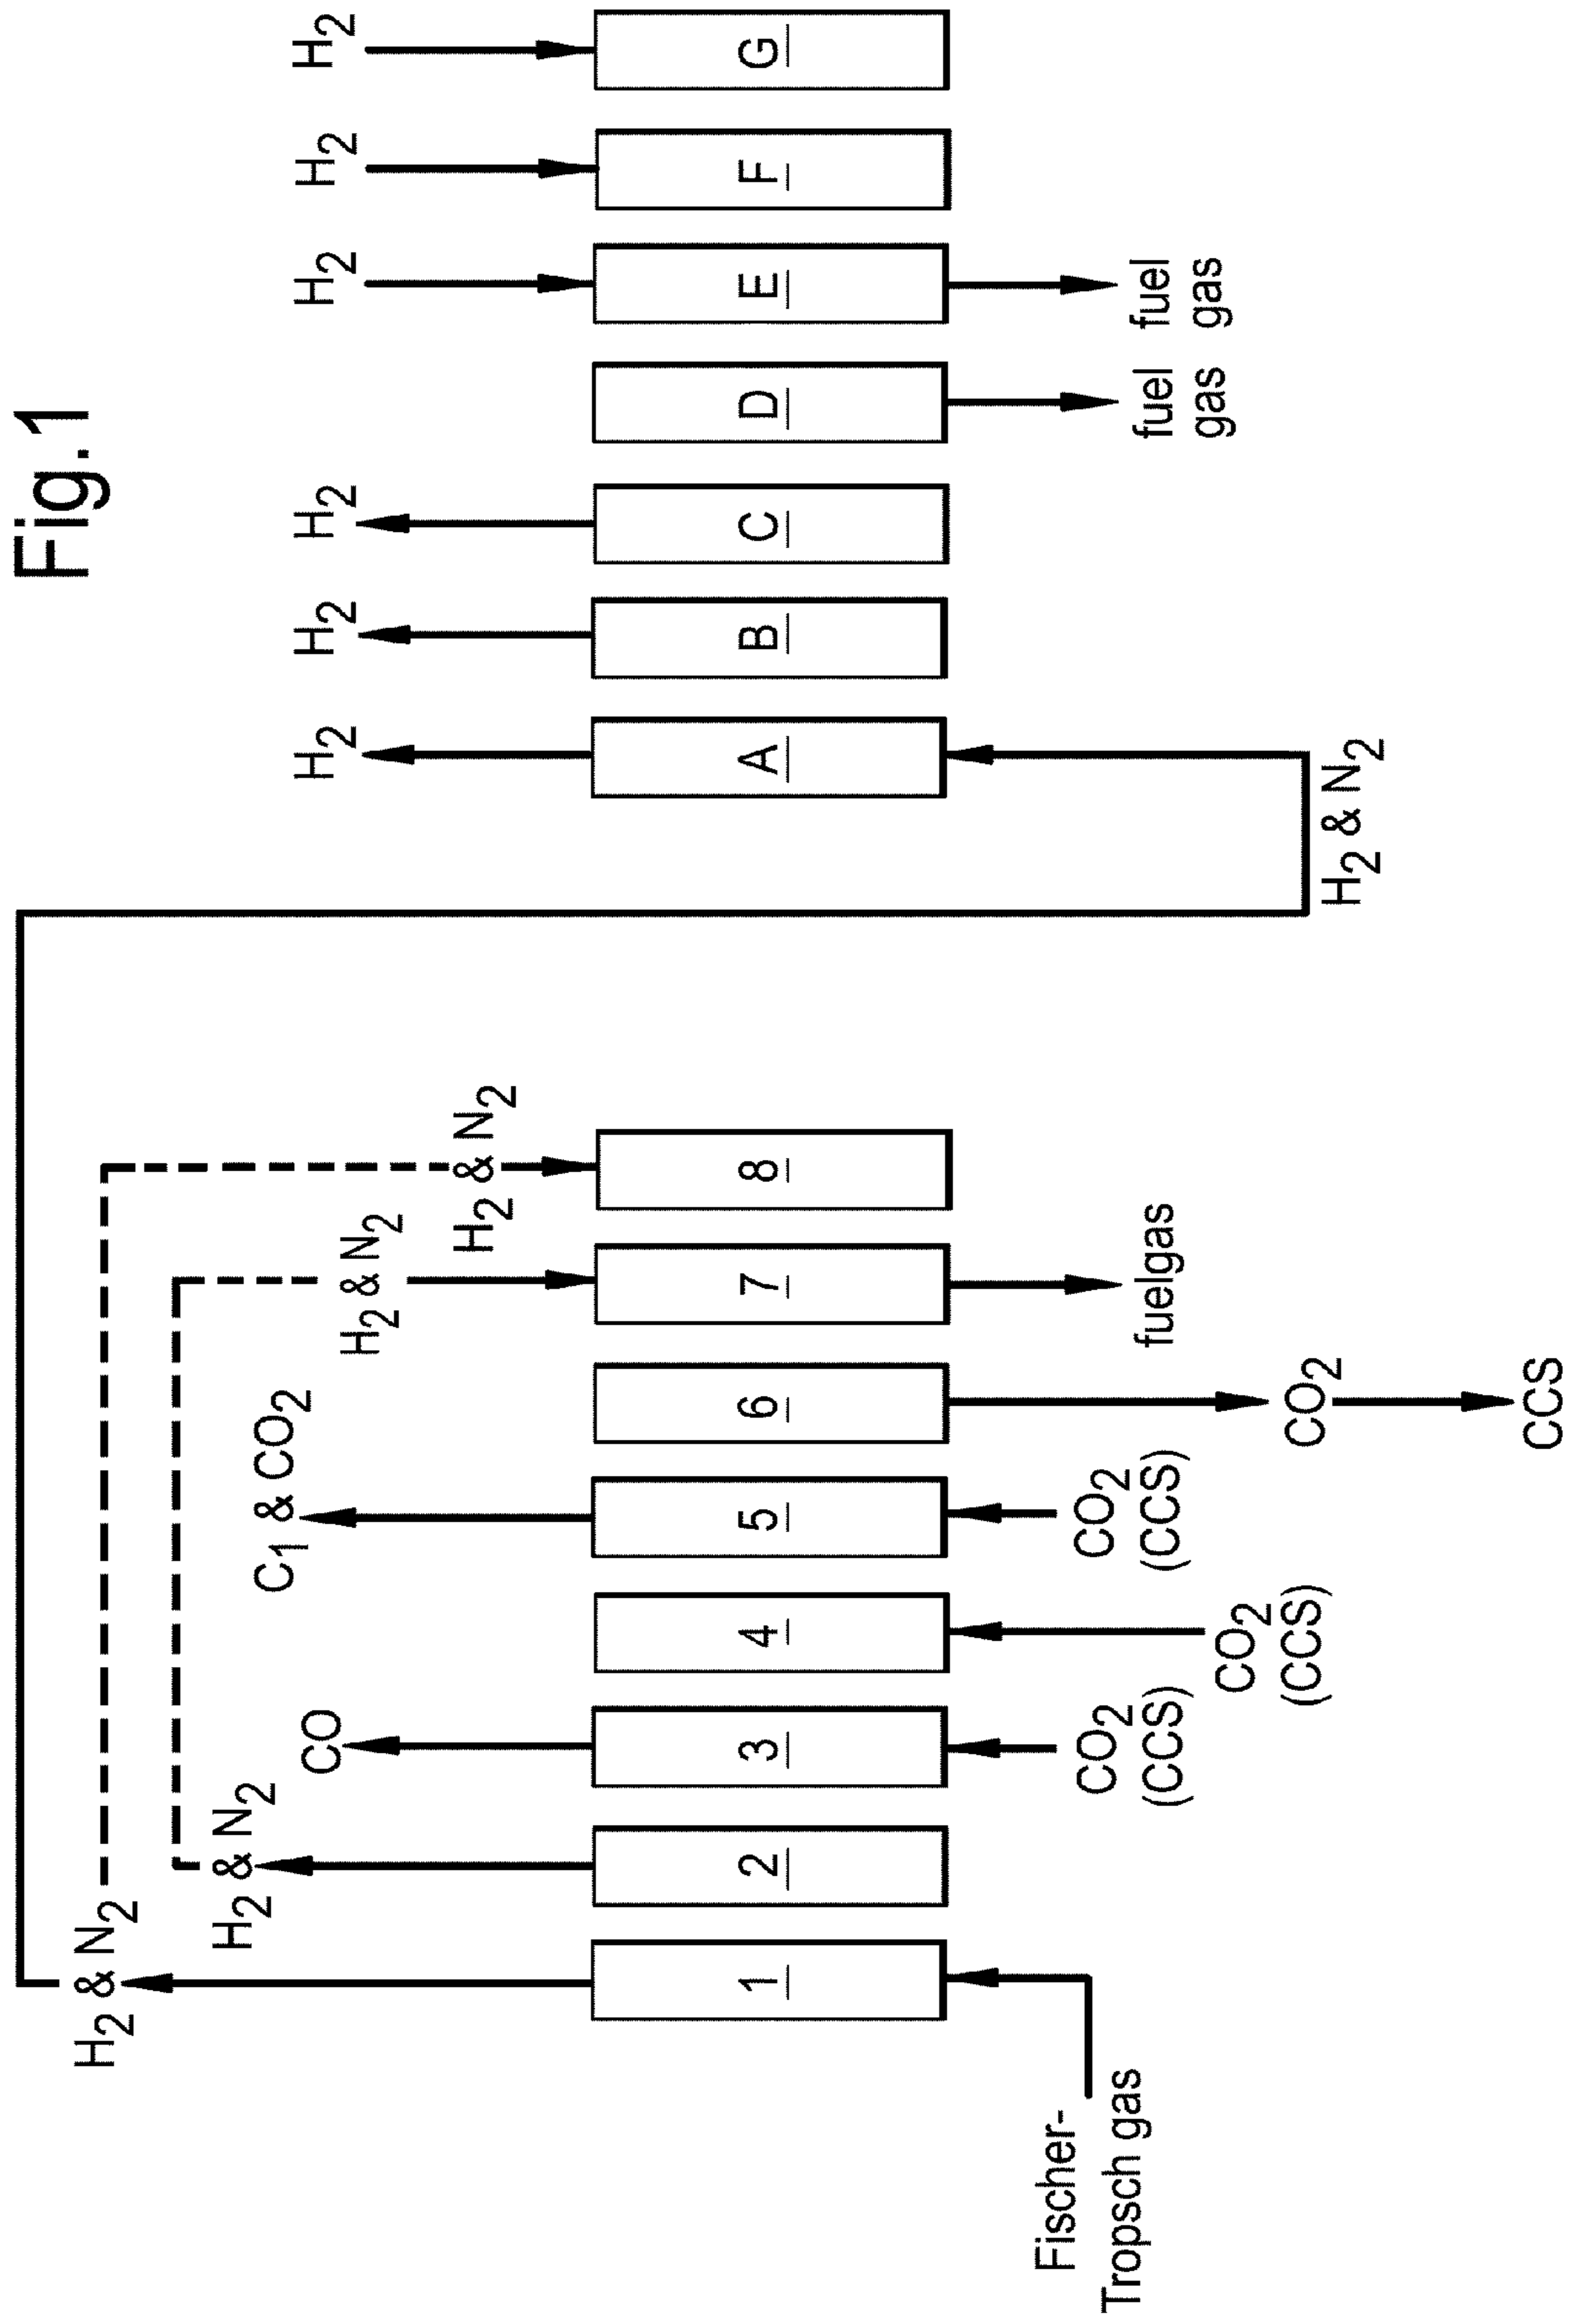 Fig.1
H2 & N2
H2 & N2
CO
C1 & CO2
H2 & N2
H2 & N2
H2
H2
H2
H2
H2
H2
1
2
3
4
5
6
7
8
A
B
C
D
E
F
G
Fischer-
Tropsch gas
CO2
(CCS)
CO2
(CCS)
CO2
(CCS)
CO2
CCS
fuelgas
H2 & N2
fuel
gas
fuel
gas